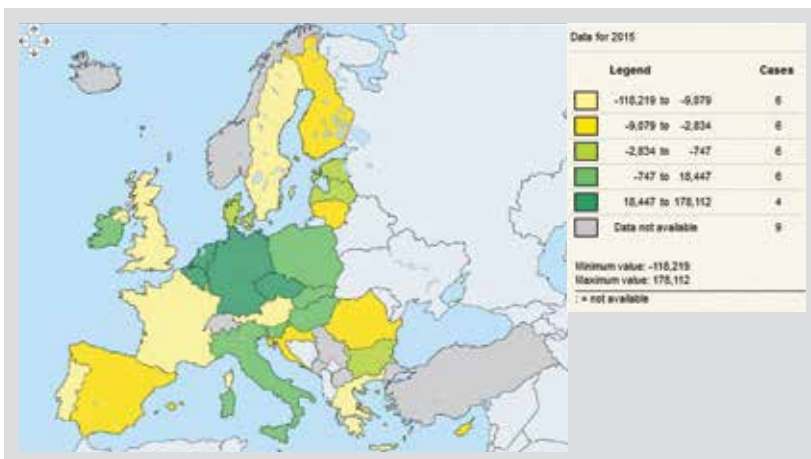 Data for 2015
Legend Cases
-118,219 to -9,079 6
-9,079 to -2,834 6
-2,834 to -747 6
-747 to 18,447 6
18,447 to 178,112 4
Data not available 9
Minimum value: -118,219
Maximum value: 178,112
: = not available